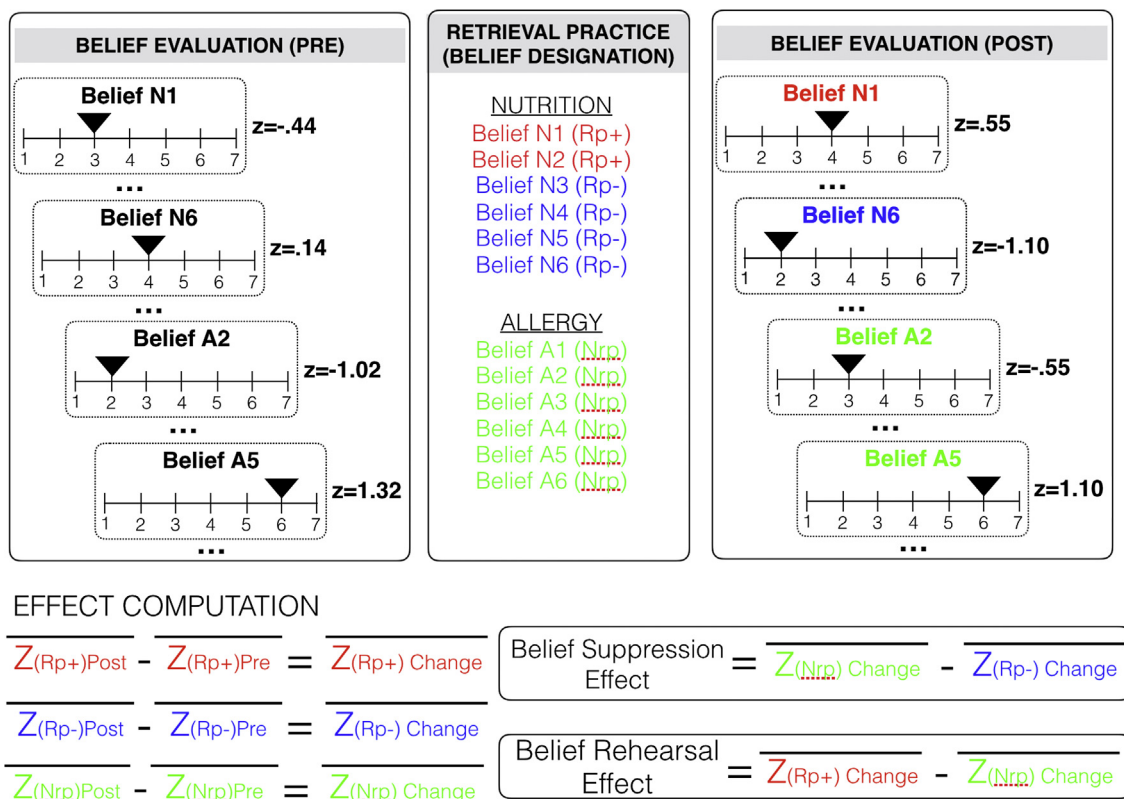 BELIEF EVALUATION (PRE)
Belief N1
1 2 3 4 5 6 7
z=-.44
...
Belief N6
1 2 3 4 5 6 7
z=.14
...
Belief A2
1 2 3 4 5 6 7
z=-1.02
...
Belief A5
1 2 3 4 5 6 7
z=1.32
...
RETRIEVAL PRACTICE
(BELIEF DESIGNATION)
NUTRITION
Belief N1 (Rp+)
Belief N2 (Rp+)
Belief N3 (Rp-)
Belief N4 (Rp-)
Belief N5 (Rp-)
Belief N6 (Rp-)
ALLERGY
Belief A1 (Nrp)
Belief A2 (Nrp)
Belief A3 (Nrp)
Belief A4 (Nrp)
Belief A5 (Nrp)
Belief A6 (Nrp)
BELIEF EVALUATION (POST)
Belief N1
1 2 3 4 5 6 7
z=.55
...
Belief N6
1 2 3 4 5 6 7
z=-1.10
...
Belief A2
1 2 3 4 5 6 7
z=-.55
...
Belief A5
1 2 3 4 5 6 7
z=1.10
...
EFFECT COMPUTATION
Z(Rp+)Post - Z(Rp+)Pre = Z(Rp+) Change
Z(Rp-)Post - Z(Rp-)Pre = Z(Rp-) Change
Z(Nrp)Post - Z(Nrp)Pre = Z(Nrp) Change
Belief Suppression
Effect = Z(Nrp) Change - Z(Rp-) Change
Belief Rehearsal
Effect = Z(Rp+) Change - Z(Nrp) Change